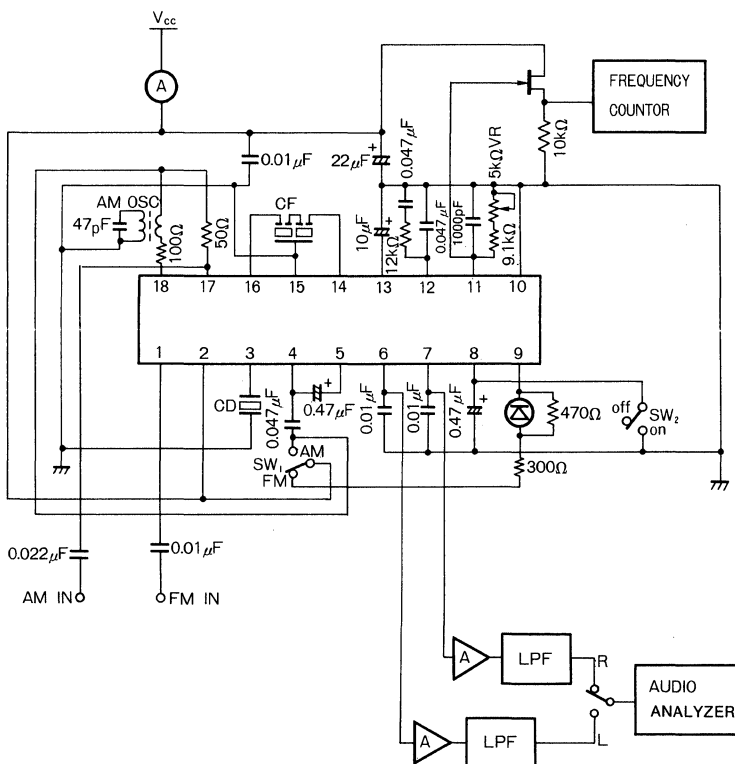 Vcc
A
FREQUENCY
COUNTOR
0.01μF
22μF
+
0.047μF
5kΩVR
10kΩ
AM OSC
47pF
100Ω
50Ω
CF
10μF
+
12kΩ
0.047μF
1000pF
9.1kΩ
18 17 16 15 14 13 12 11 10
1 2 3 4 5 6 7 8 9
CD
0.047μF
+
0.47μF
0.01μF
0.01μF
0.47μF
+
470Ω
off
SW2
on
AM
SW1
FM
300Ω
0.022μF
0.01μF
AM IN
FM IN
A
LPF
R
AUDIO
ANALYZER
A
LPF
L